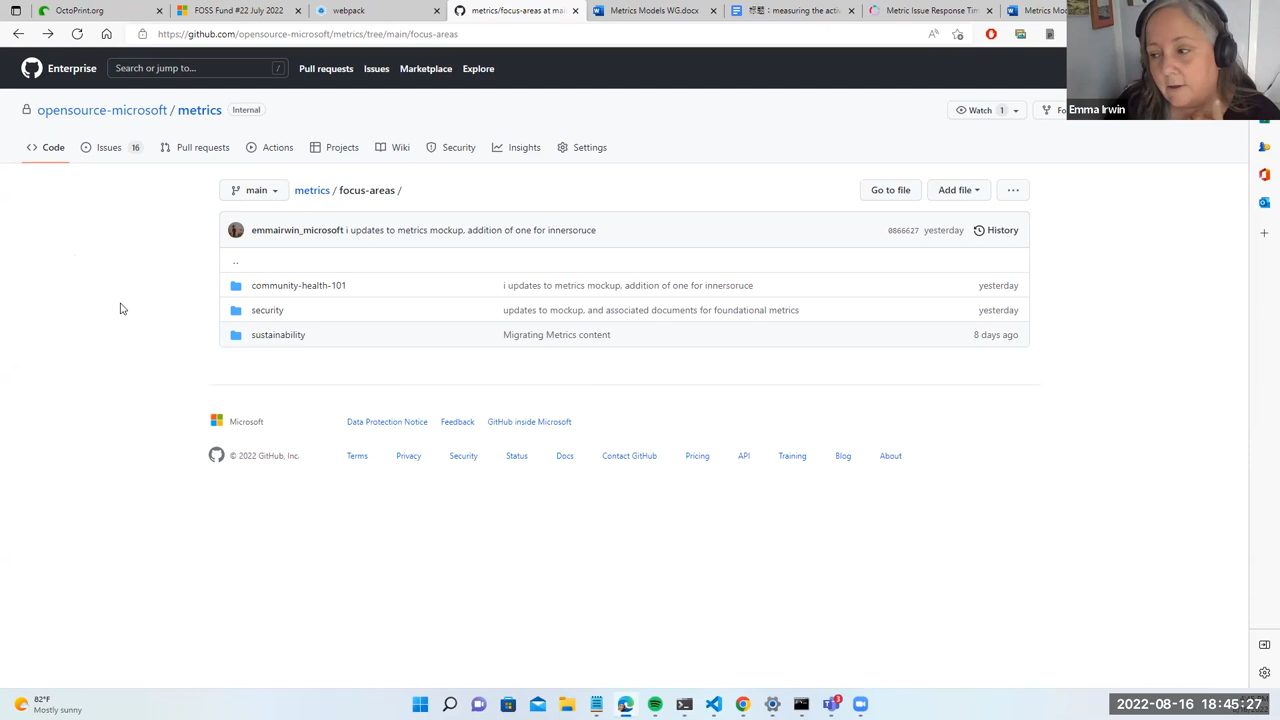 OctoPrint.org
FOSS Fund #22 July 2022
webpack
metrics/focus-areas at ma
Metrics Models WG.docx
: measuring the activ
Metric Issue Response Tim
Metrics Mo
https://github.com/opensource-microsoft/metrics/tree/main/focus-areas
Enterprise
Search or jump to...
/
Pull requests
Issues
Marketplace
Explore
Emma Irwin
opensource-microsoft / metrics
Internal
Watch 1
Fo
Code
Issues 16
Pull requests
Actions
Projects
Wiki
Security
Insights
Settings
main
metrics / focus-areas /
Go to file
Add file
...
emmairwin_microsoft i updates to metrics mockup, addition of one for innersoruce
0866627 yesterday
History
..
community-health-101
i updates to metrics mockup, addition of one for innersoruce
yesterday
security
updates to mockup, and associated documents for foundational metrics
yesterday
sustainability
Migrating Metrics content
8 days ago
Microsoft
Data Protection Notice
Feedback
GitHub inside Microsoft
© 2022 GitHub, Inc.
Terms
Privacy
Security
Status
Docs
Contact GitHub
Pricing
API
Training
Blog
About
82°F
Mostly sunny
3
2022-08-16 18:45:27